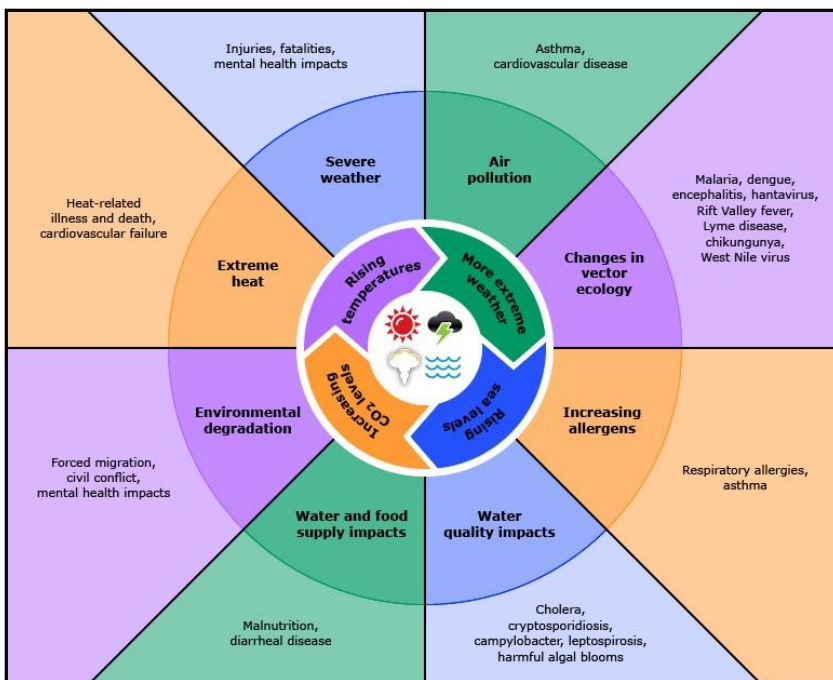 Injuries, fatalities,
mental health impacts
Asthma,
cardiovascular disease
Severe
weather
Air
pollution
Malaria, dengue,
encephalitis, hantavirus,
Rift Valley fever,
Lyme disease,
chikungunya,
West Nile virus
Heat-related
illness and death,
cardiovascular failure
Extreme
heat
Changes in
vector
ecology
Rising
temperatures
More extreme
weather
Increasing
CO₂ levels
Rising
sea levels
Environmental
degradation
Increasing
allergens
Forced migration,
civil conflict,
mental health impacts
Respiratory allergies,
asthma
Water and food
supply impacts
Water
quality impacts
Malnutrition,
diarrheal disease
Cholera,
cryptosporidiosis,
campylobacter, leptospirosis,
harmful algal blooms